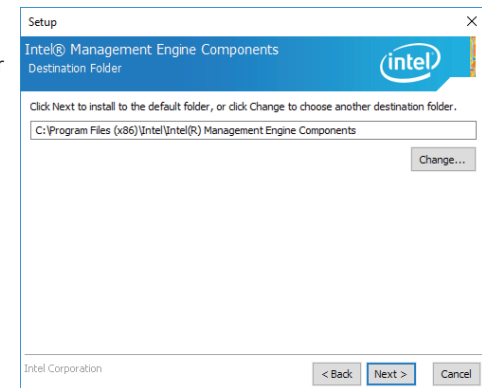 Setup
Intel® Management Engine Components
Destination Folder
intel
Click Next to install to the default folder, or click Change to choose another destination folder.
C:\Program Files (x86)\Intel\Intel(R) Management Engine Components
Change...
Intel Corporation
< Back
Next >
Cancel